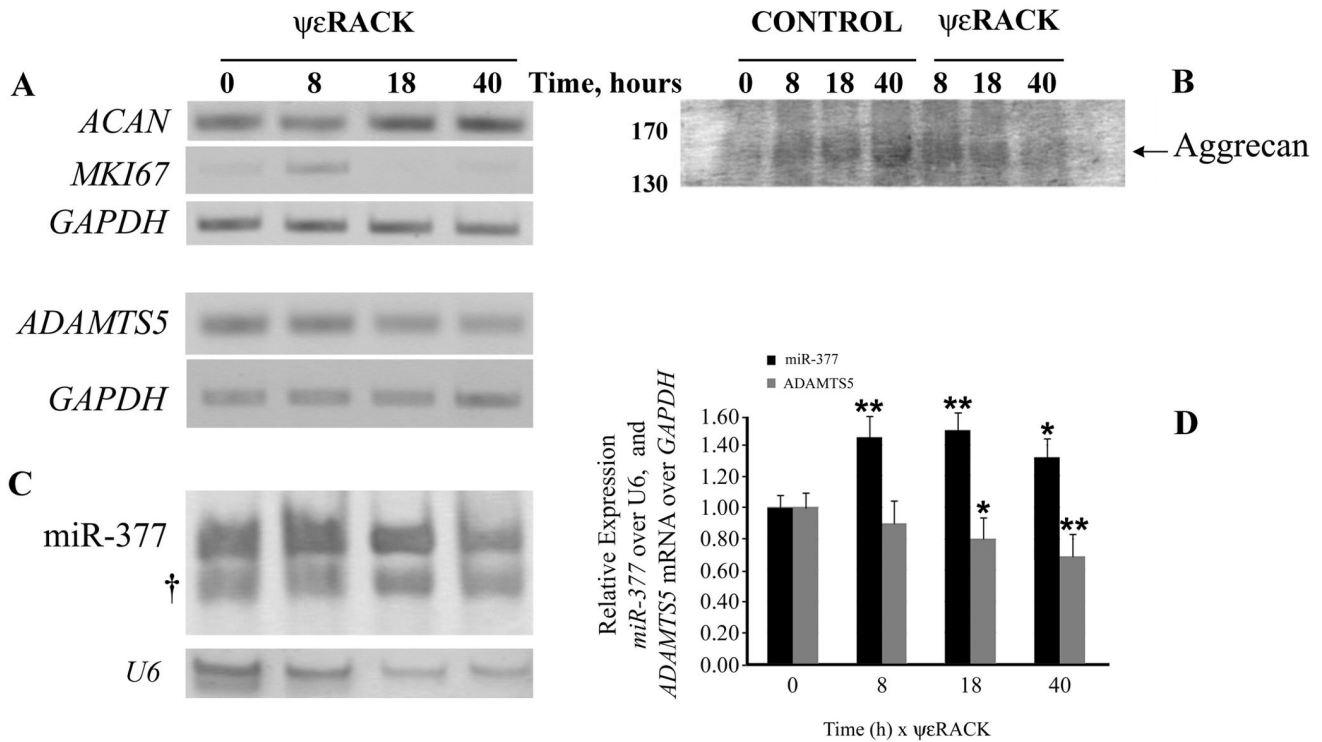 ψεRACK
0 8 18 40
A
ACAN
MKI67
GAPDH
ADAMTS5
GAPDH
CONTROL ψεRACK
Time, hours 0 8 18 40 8 18 40
B
170
130
Aggrecan
C
miR-377
†
U6
D
miR-377
ADAMTS5
Relative Expression
miR-377 over U6, and
ADAMTS5 mRNA over GAPDH
1.60
1.40
1.20
1.00
0.80
0.60
0.40
0.20
0.00
** ** *
* **
0 8 18 40
Time (h) x ψεRACK